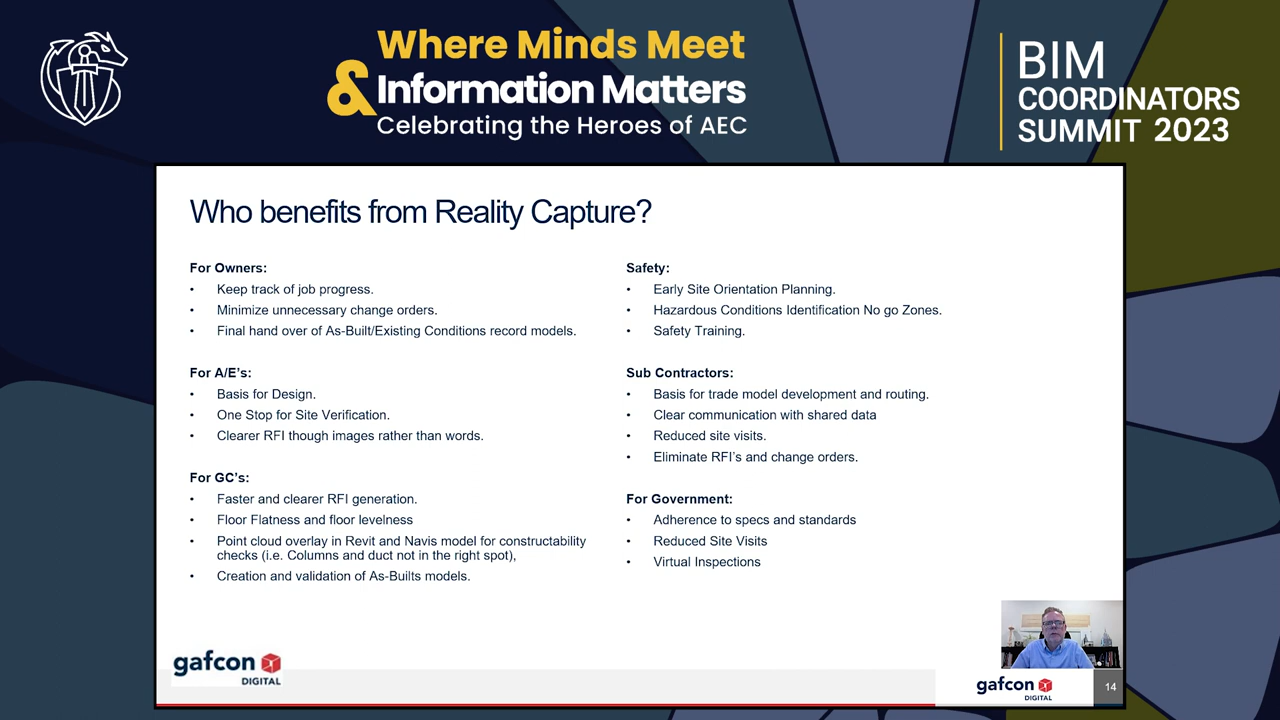 Where Minds Meet
& Information Matters
Celebrating the Heroes of AEC
BIM
COORDINATORS
SUMMIT 2023
Who benefits from Reality Capture?
For Owners:
• Keep track of job progress.
• Minimize unnecessary change orders.
• Final hand over of As-Built/Existing Conditions record models.
For A/E's:
• Basis for Design.
• One Stop for Site Verification.
• Clearer RFI though images rather than words.
For GC's:
• Faster and clearer RFI generation.
• Floor Flatness and floor levelness
• Point cloud overlay in Revit and Navis model for constructability
checks (i.e. Columns and duct not in the right spot),
• Creation and validation of As-Builts models.
Safety:
• Early Site Orientation Planning.
• Hazardous Conditions Identification No go Zones.
• Safety Training.
Sub Contractors:
• Basis for trade model development and routing.
• Clear communication with shared data
• Reduced site visits.
• Eliminate RFI's and change orders.
For Government:
• Adherence to specs and standards
• Reduced Site Visits
• Virtual Inspections
gafcon
DIGITAL
gafcon
DIGITAL
14